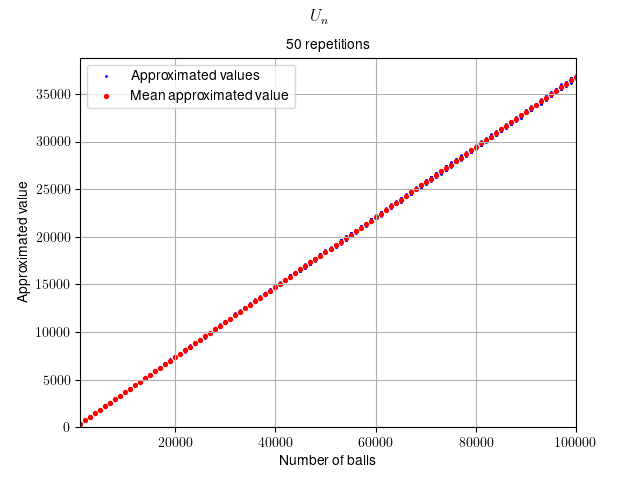 Uₙ
50 repetitions
Approximated values
Mean approximated value
Approximated value
35000
30000
25000
20000
15000
10000
5000
0
20000 40000 60000 80000 100000
Number of balls